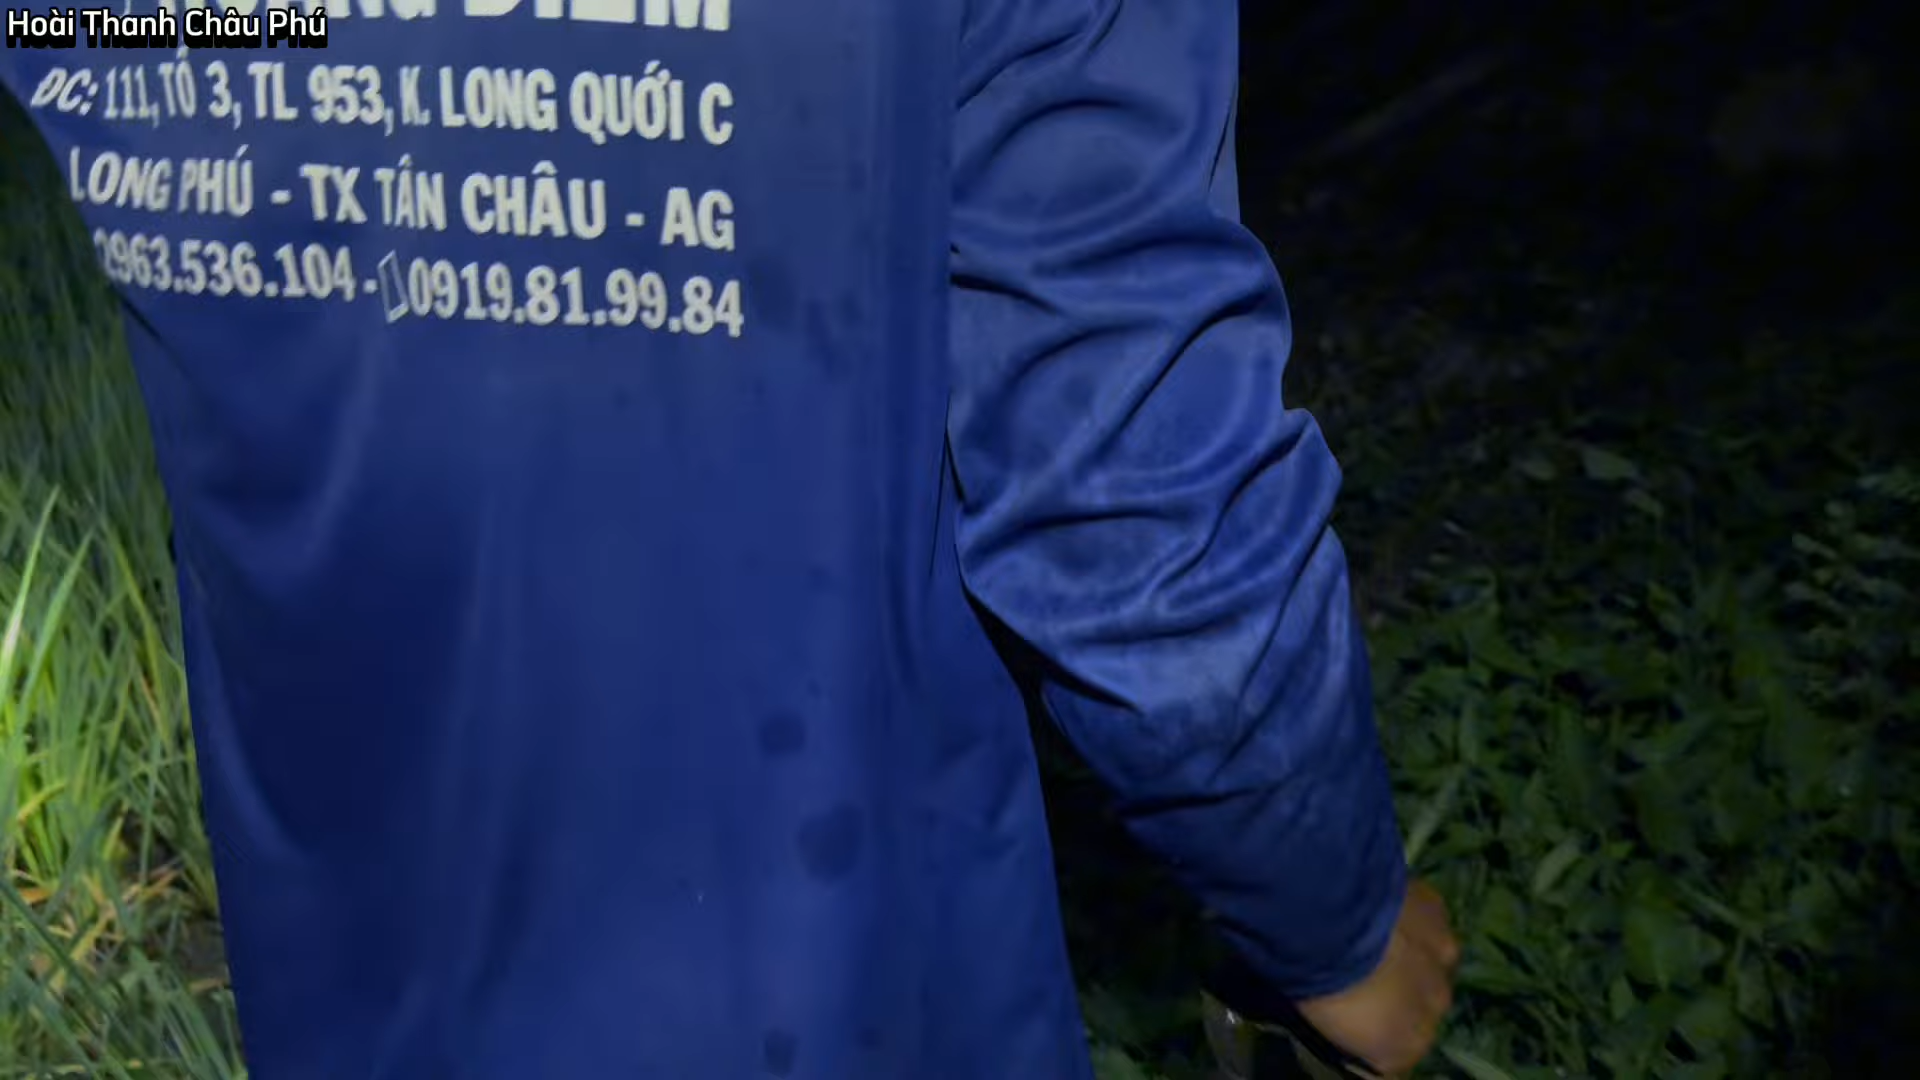 Hoài Thanh Châu Phú
ĐC: 111, TỔ 3, TL 953, K. LONG QUỚI C
LONG PHÚ - TX TÂN CHÂU - AG
2963.536.104 - 0919.81.99.84